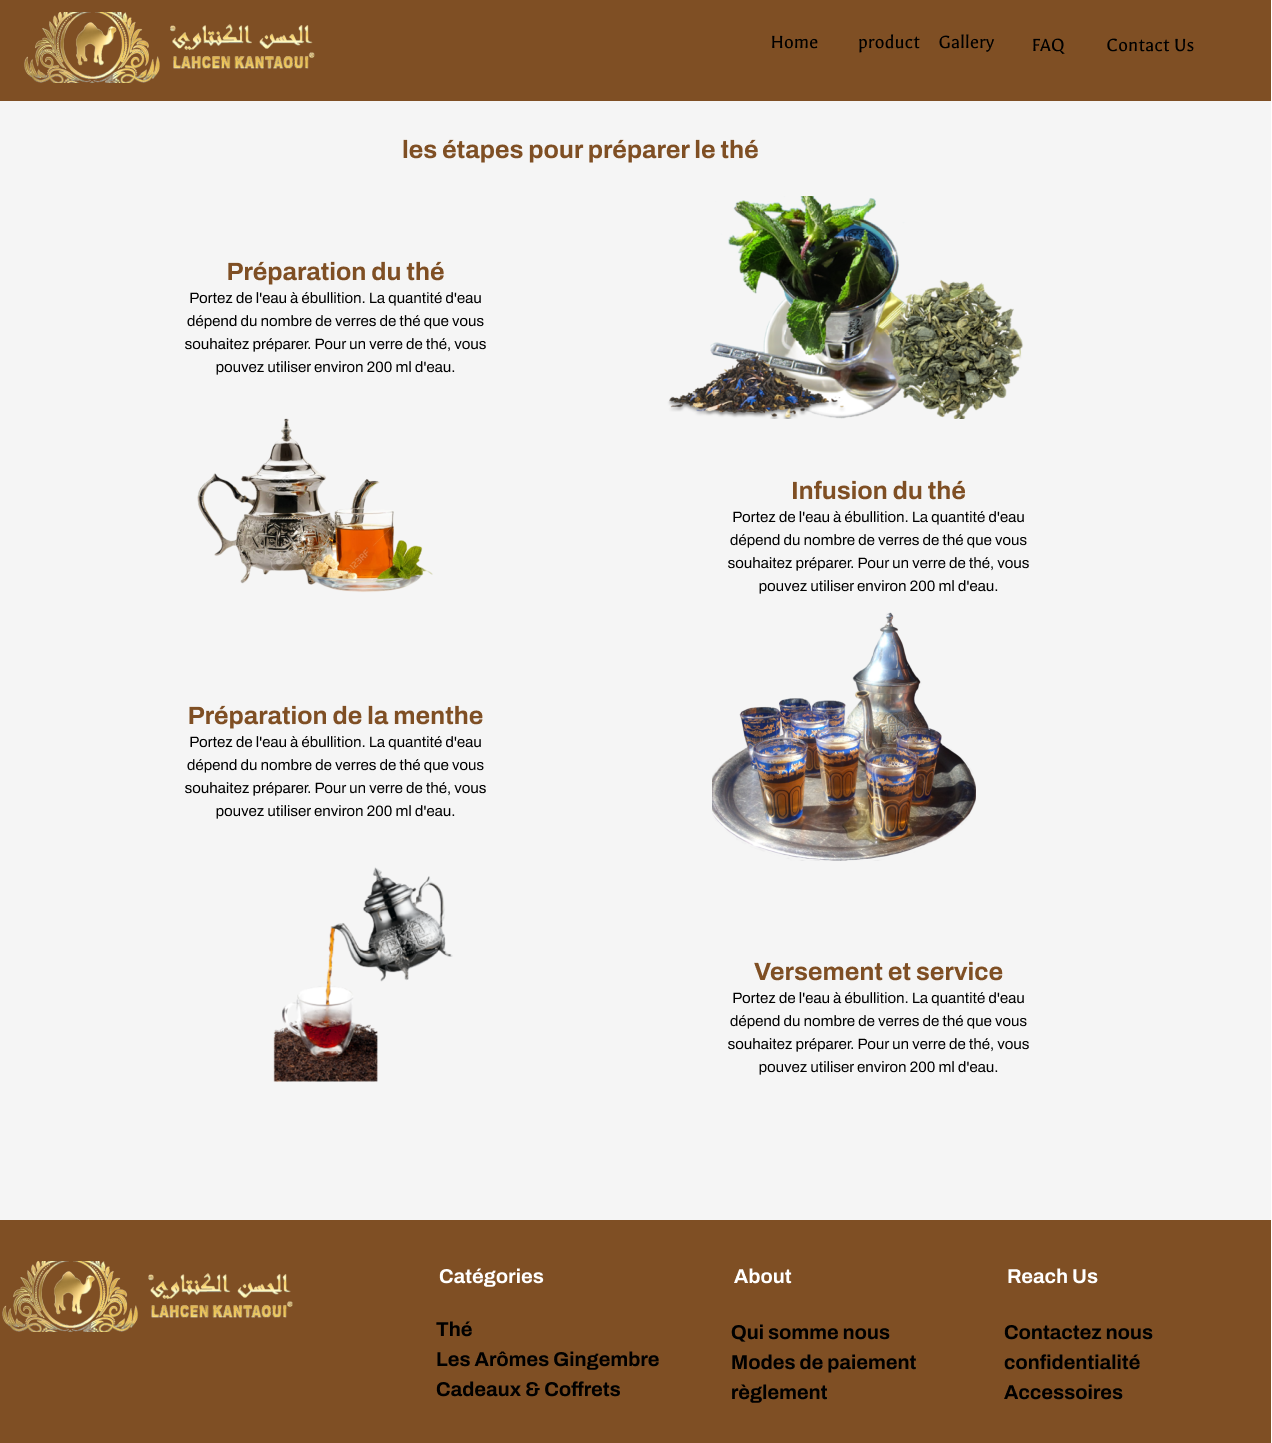 الحسن الكنتاوي
LAHCEN KANTAOUI
Home product Gallery FAQ Contact Us
les étapes pour préparer le thé
Préparation du thé
Portez de l'eau à ébullition. La quantité d'eau
dépend du nombre de verres de thé que vous
souhaitez préparer. Pour un verre de thé, vous
pouvez utiliser environ 200 ml d'eau.
123RF
Infusion du thé
Portez de l'eau à ébullition. La quantité d'eau
dépend du nombre de verres de thé que vous
souhaitez préparer. Pour un verre de thé, vous
pouvez utiliser environ 200 ml d'eau.
Préparation de la menthe
Portez de l'eau à ébullition. La quantité d'eau
dépend du nombre de verres de thé que vous
souhaitez préparer. Pour un verre de thé, vous
pouvez utiliser environ 200 ml d'eau.
Versement et service
Portez de l'eau à ébullition. La quantité d'eau
dépend du nombre de verres de thé que vous
souhaitez préparer. Pour un verre de thé, vous
pouvez utiliser environ 200 ml d'eau.
الحسن الكنتاوي
LAHCEN KANTAOUI
Catégories
Thé
Les Arômes Gingembre
Cadeaux & Coffrets
About
Qui somme nous
Modes de paiement
règlement
Reach Us
Contactez nous
confidentialité
Accessoires